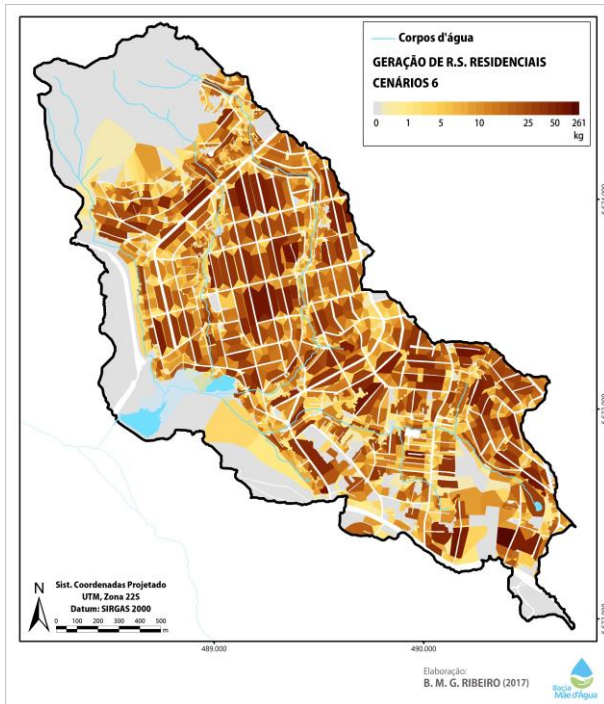 Corpos d'água
GERAÇÃO DE R.S. RESIDENCIAIS
CENÁRIOS 6
0 1 5 10 25 50 261
kg
N
Sist. Coordenadas Projetado
UTM, Zona 22S
Datum: SIRGAS 2000
0 100 200 300 400 500
m
489.000 490.000
Elaboração:
B. M. G. RIBEIRO (2017)
Bacia
Mãe d'Água